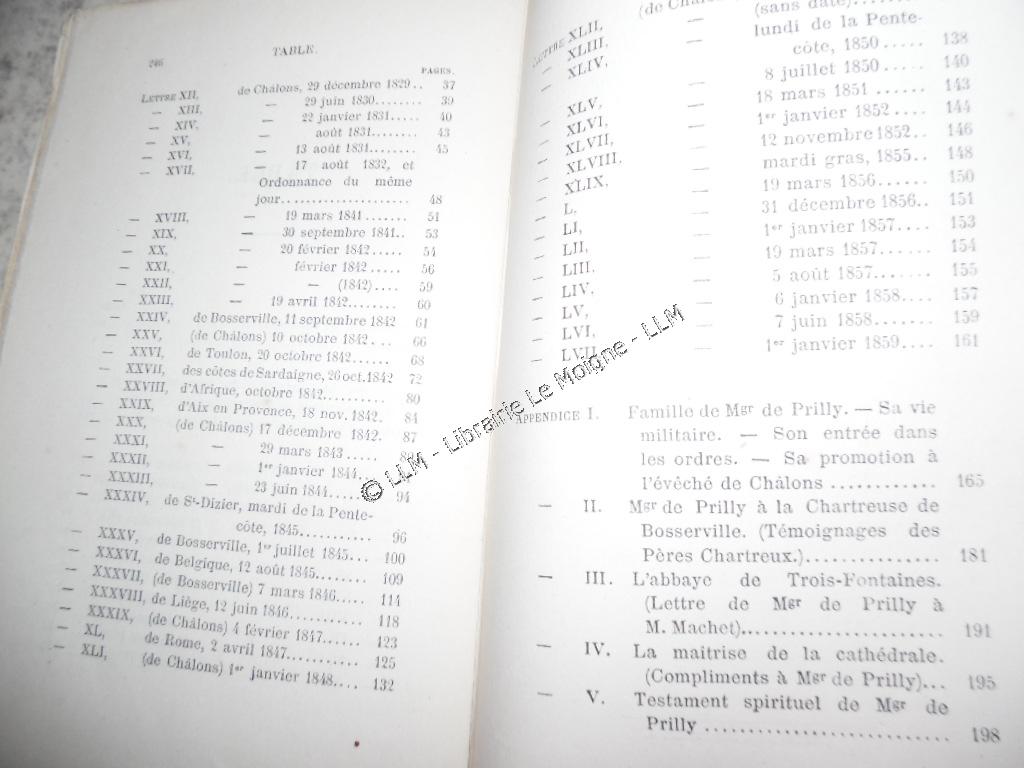 246 TABLE.
PAGES.
LETTRE XII, de Châlons, 29 décembre 1829.. 37
— XIII, — 29 juin 1830........ 39
— XIV, — 22 janvier 1831..... 40
— XV, — août 1831........ 43
— XVI, — 13 août 1831....... 45
— XVII, — 17 août 1832, et
Ordonnance du même
jour.................... 48
— XVIII, — 19 mars 1841....... 51
— XIX, — 30 septembre 1841.. 53
— XX, — 20 février 1842..... 54
— XXI, — février 1842..... 56
— XXII, — — (1842).... 59
— XXIII, — 19 avril 1842........ 60
— XXIV, de Bosserville, 11 septembre 1842 61
— XXV, (de Châlons) 10 octobre 1842... 66
— XXVI, de Toulon, 20 octobre 1842...... 68
— XXVII, des côtes de Sardaigne, 26 oct. 1842 72
— XXVIII, d'Afrique, octobre 1842.......... 80
— XXIX, d'Aix en Provence, 18 nov. 1842. 84
— XXX, (de Châlons) 17 décembre 1842. 87
— XXXI, — 29 mars 1843.....
— XXXII, — 1er janvier 1844....
— XXXIII, — 23 juin 1844..... 94
— XXXIV, de St-Dizier, mardi de la Pente-
côte, 1845........... 96
— XXXV, de Bosserville, 1er juillet 1845... 100
— XXXVI, de Belgique, 12 août 1845........ 109
— XXXVII, (de Bosserville) 7 mars 1846..... 114
— XXXVIII, de Liège, 12 juin 1846........... 118
— XXXIX, (de Châlons) 4 février 1847..... 123
— XL, de Rome, 2 avril 1847........... 125
— XLI, (de Châlons) 1er janvier 1848.... 132
LETTRE XLII, (de Châlons) (sans date)
— XLIII, — lundi de la Pente-
côte, 1850..... 138
— XLIV, — 8 juillet 1850..... 140
— XLV, — 18 mars 1851..... 143
— XLVI, — 1er janvier 1852.... 144
— XLVII, — 12 novembre 1852.. 146
— XLVIII. — mardi gras, 1855.. 148
— XLIX, — 19 mars 1856...... 150
— L, — 31 décembre 1856.. 151
— LI, — 1er janvier 1857.... 153
— LII, — 19 mars 1857...... 154
— LIII. — 5 août 1857....... 155
— LIV, — 6 janvier 1858.... 157
— LV, — 7 juin 1858....... 159
— LVI, — 1er janvier 1859.... 161
— LVII
APPENDICE I. Famille de Mgr de Prilly. — Sa vie
militaire. — Son entrée dans
les ordres. — Sa promotion à
l'évêché de Châlons ............ 165
— II. Mgr de Prilly à la Chartreuse de
Bosserville. (Témoignages des
Pères Chartreux.)............... 181
— III. L'abbaye de Trois-Fontaines.
(Lettre de Mgr de Prilly à
M. Machet)...................... 191
— IV. La maîtrise de la cathédrale.
(Compliments à Mgr de Prilly)... 195
— V. Testament spirituel de Mgr de
Prilly .......................... 198
© LLM - Librairie Le Moigne - LLM